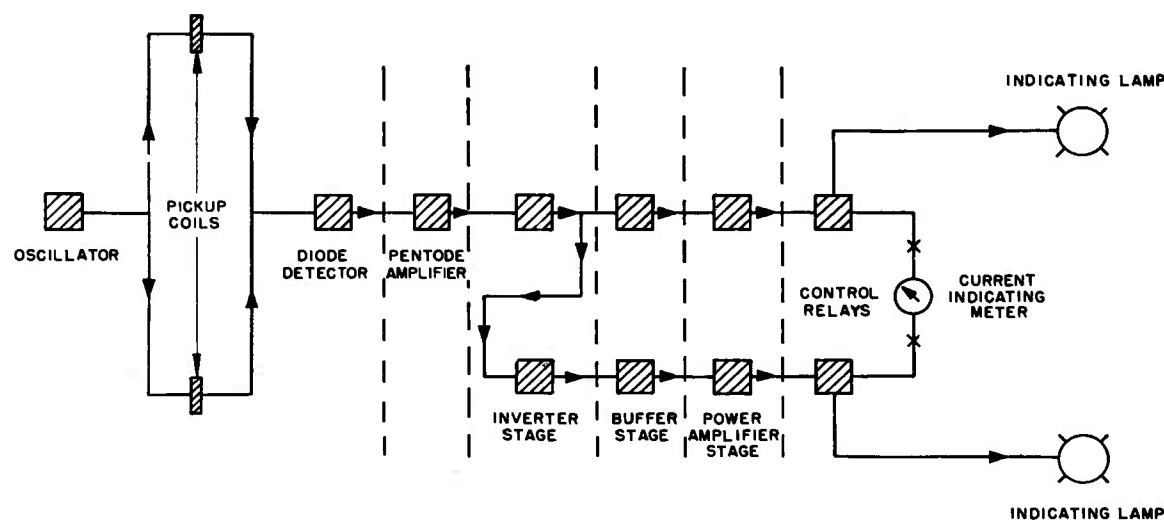 INDICATING LAMP
PICKUP
COILS
OSCILLATOR
DIODE
DETECTOR
PENTODE
AMPLIFIER
CONTROL
RELAYS
CURRENT
INDICATING
METER
INVERTER
STAGE
BUFFER
STAGE
POWER
AMPLIFIER
STAGE
INDICATING LAMP